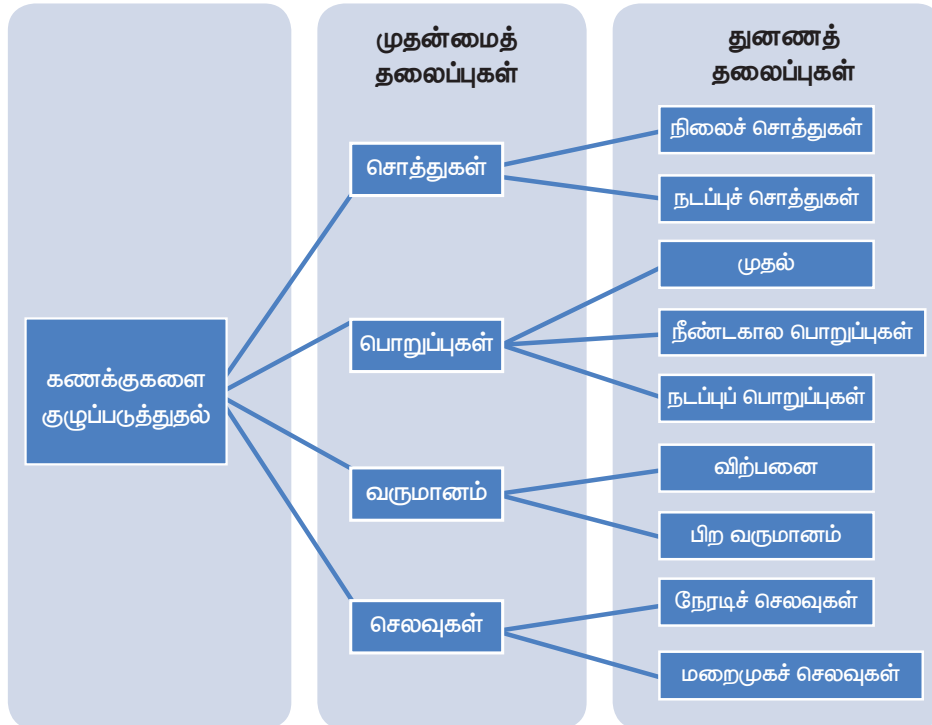 முதன்மைத்
தலைப்புகள்
துனணத்
தலைப்புகள்
கணக்குகளை
குழுப்படுத்துதல்
சொத்துகள்
நிலைச் சொத்துகள்
நடப்புச் சொத்துகள்
பொறுப்புகள்
முதல்
நீண்டகால பொறுப்புகள்
நடப்புப் பொறுப்புகள்
வருமானம்
விற்பனை
பிற வருமானம்
செலவுகள்
நேரடிச் செலவுகள்
மறைமுகச் செலவுகள்